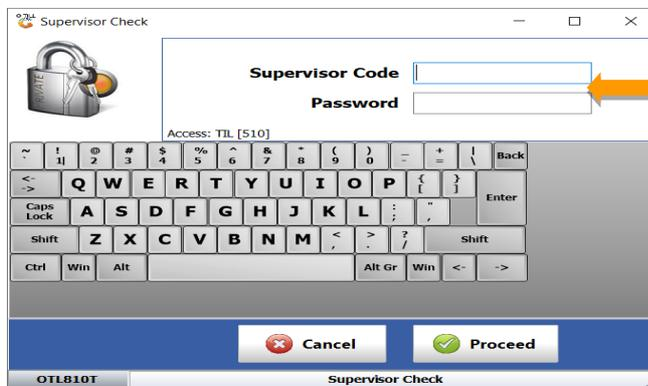 Supervisor Check
Supervisor Code
Password
PRIVATE
Access: TIL [510]
~ ! @ # $ % ^ & * ( ) _ + |
` 1 2 3 4 5 6 7 8 9 0 - = \ Back
<- Q W E R T Y U I O P { }
-> [ ] Enter
Caps Lock A S D F G H J K L : "
; '
Shift Z X C V B N M < > ? Shift
, . /
Ctrl Win Alt Alt Gr Win <- ->
Cancel Proceed
OTL810T Supervisor Check